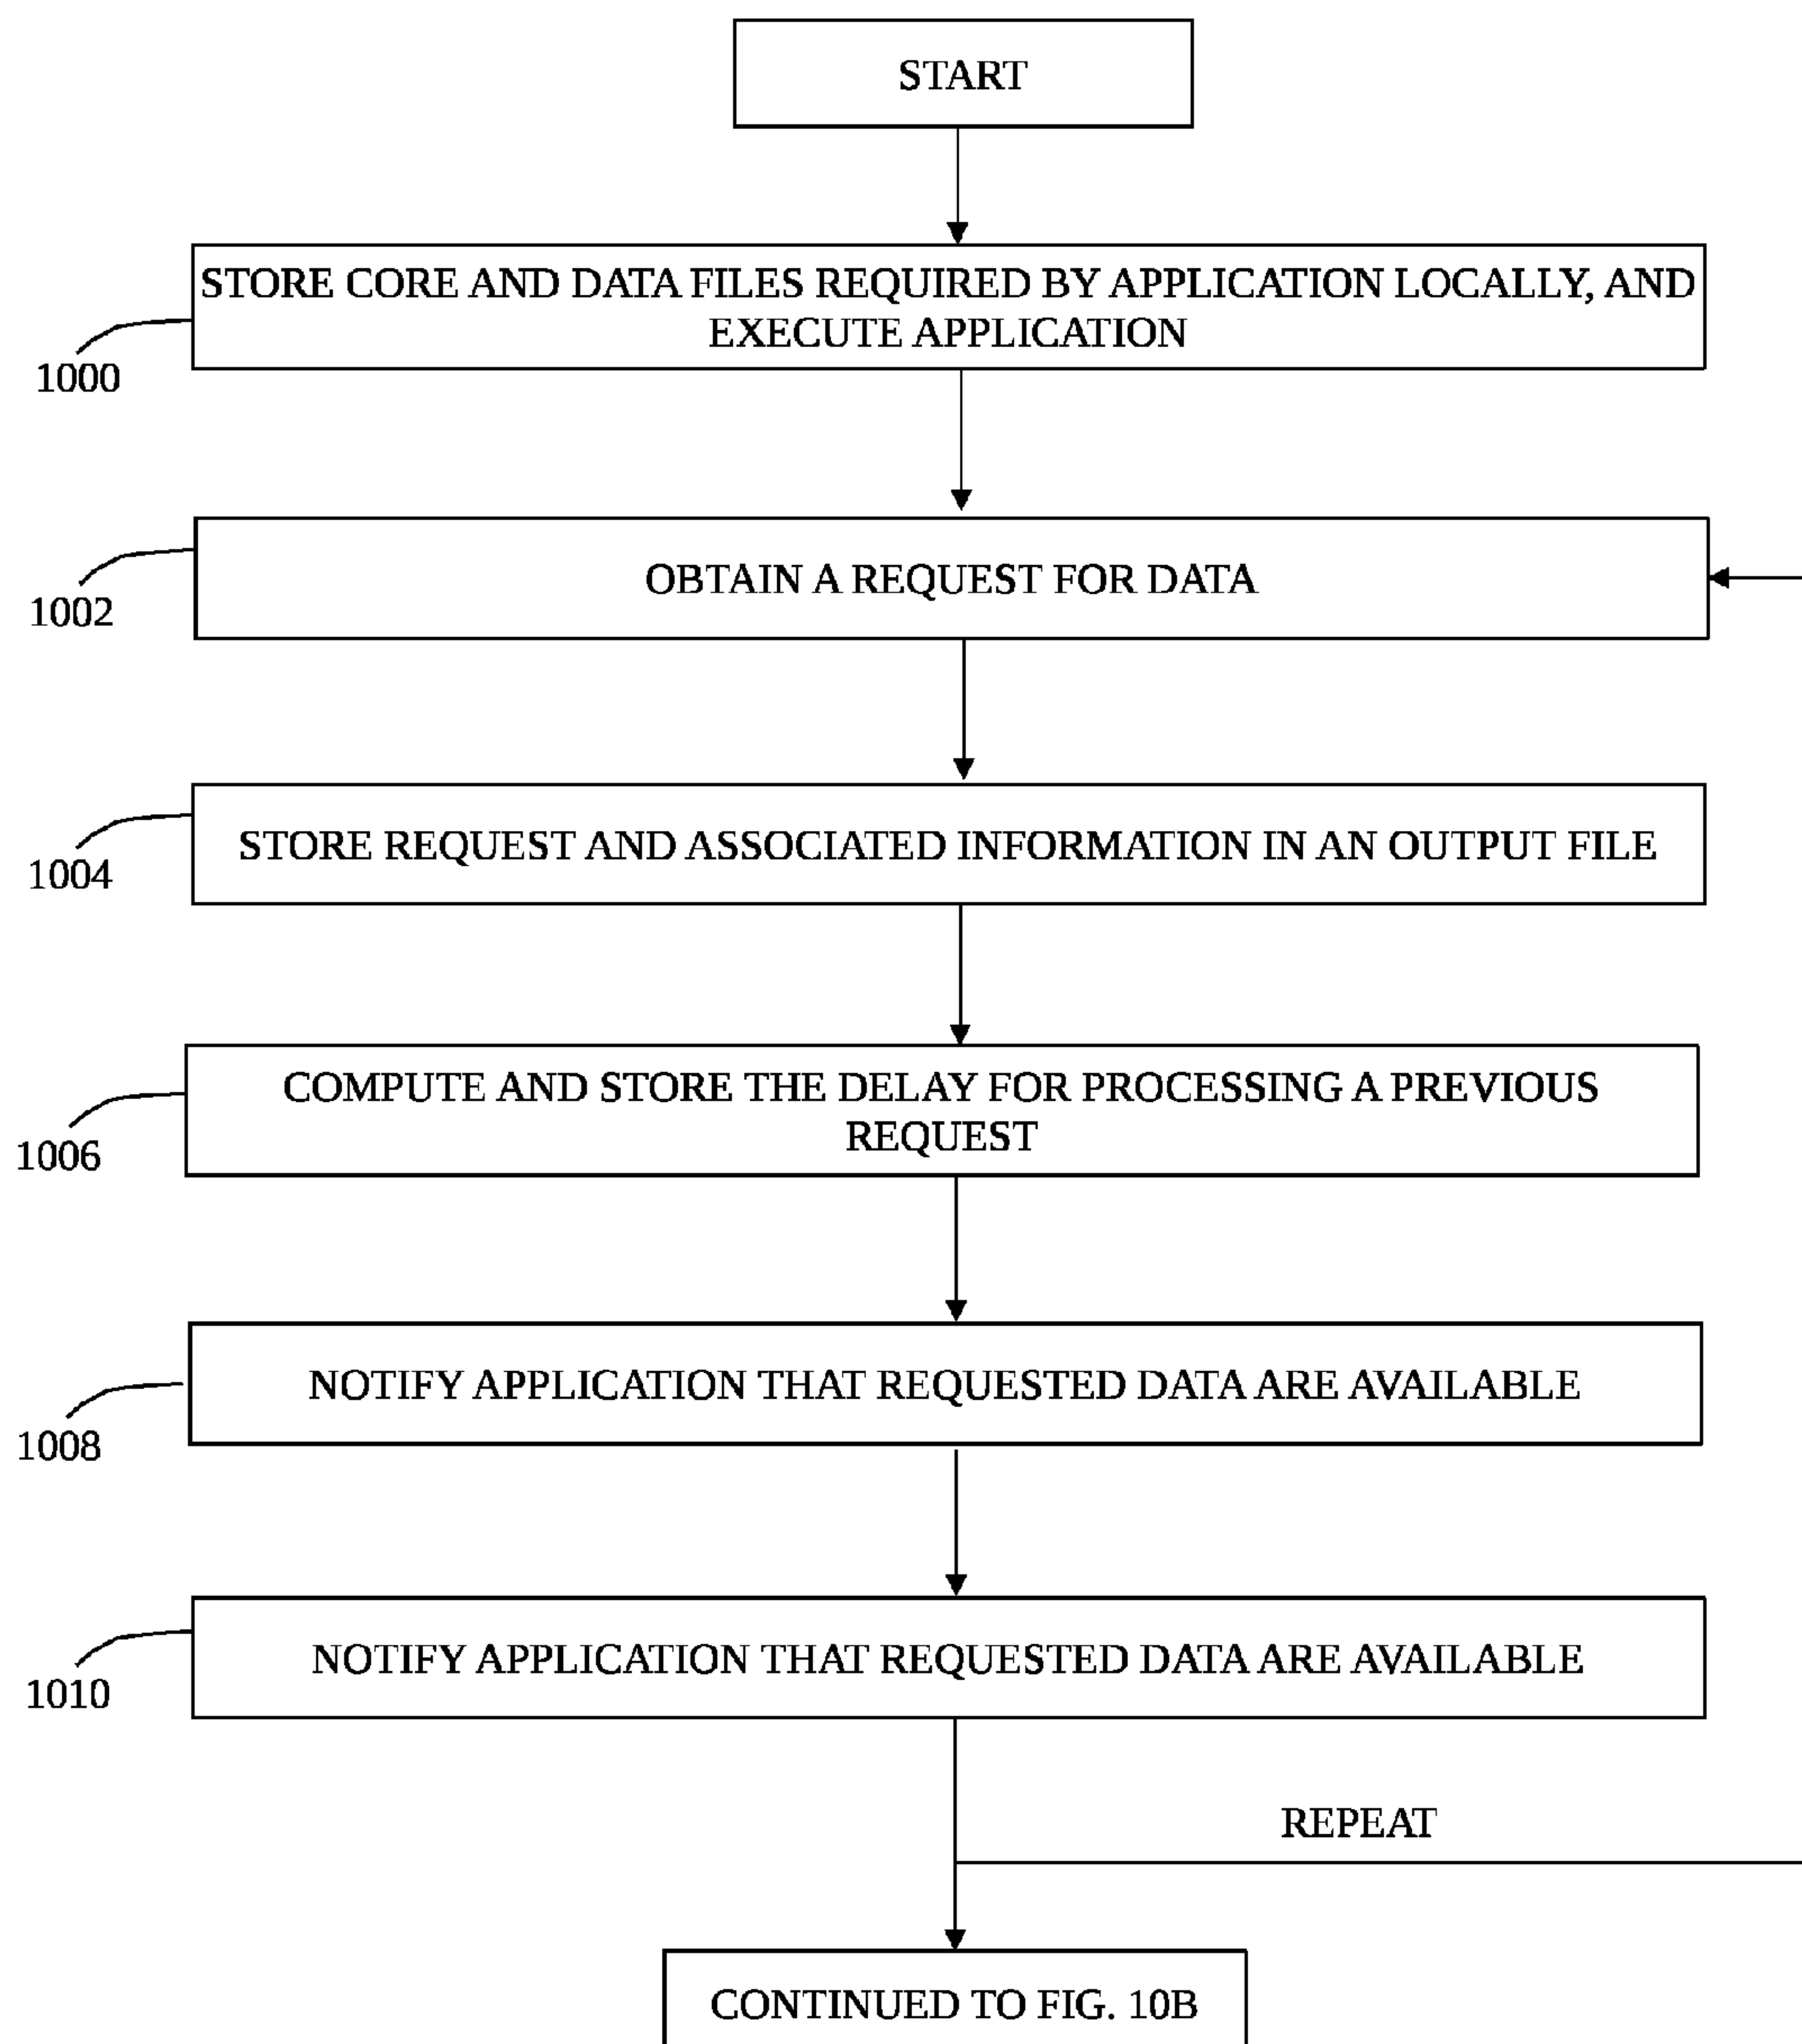 START
STORE CORE AND DATA FILES REQUIRED BY APPLICATION LOCALLY, AND
EXECUTE APPLICATION
1000
OBTAIN A REQUEST FOR DATA
1002
STORE REQUEST AND ASSOCIATED INFORMATION IN AN OUTPUT FILE
1004
COMPUTE AND STORE THE DELAY FOR PROCESSING A PREVIOUS
REQUEST
1006
NOTIFY APPLICATION THAT REQUESTED DATA ARE AVAILABLE
1008
NOTIFY APPLICATION THAT REQUESTED DATA ARE AVAILABLE
1010
REPEAT
CONTINUED TO FIG. 10B